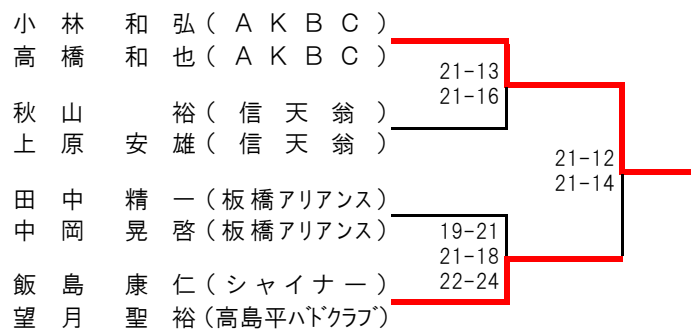 小林和弘(AKBC)
高橋和也(AKBC)
21-13
21-16
秋山裕(信天翁)
上原安雄(信天翁)
21-12
21-14
田中精一(板橋アリアンス)
中岡晃啓(板橋アリアンス)
19-21
21-18
22-24
飯島康仁(シャイナー)
望月聖裕(高島平バドクラブ)